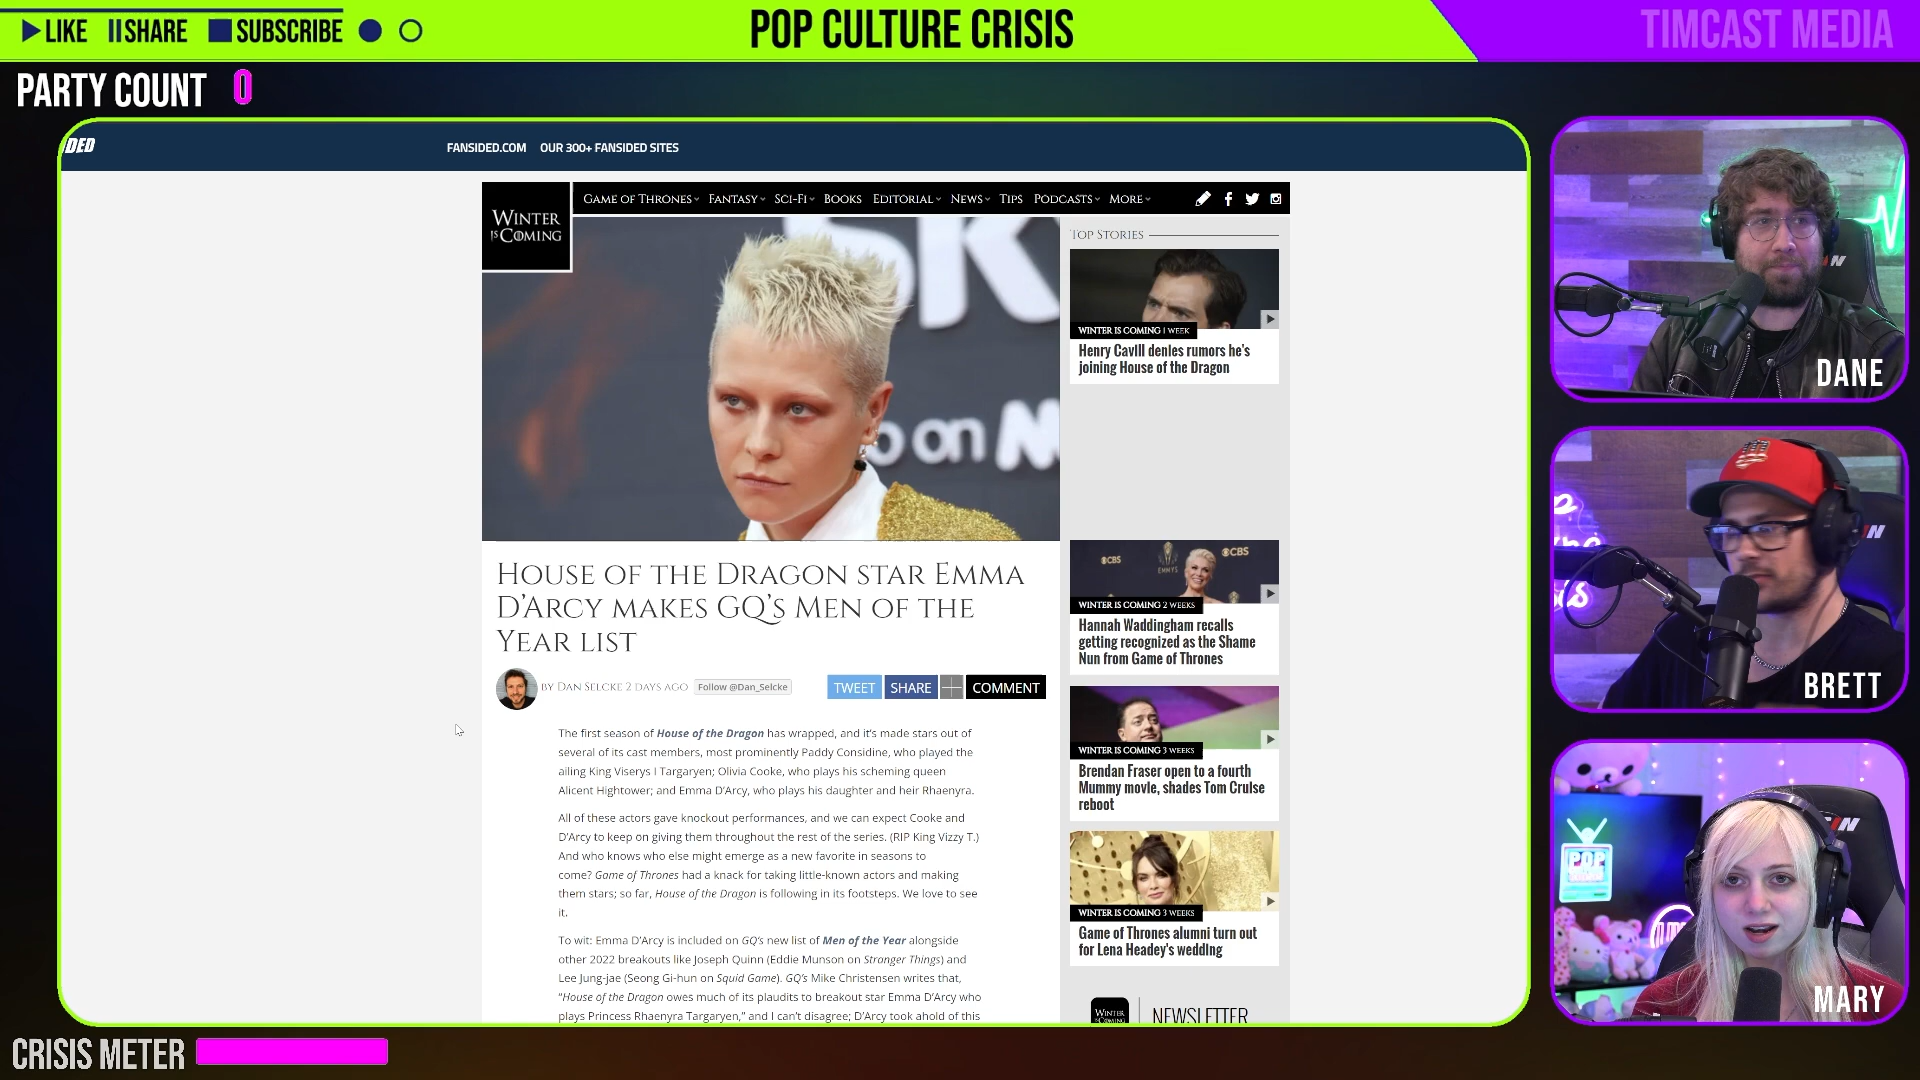 LIKE SHARE SUBSCRIBE
POP CULTURE CRISIS
TIMCAST MEDIA
PARTY COUNT 0
DED
FANSIDED.COM OUR 300+ FANSIDED SITES
WINTER
IS COMING
GAME OF THRONES FANTASY SCI-FI BOOKS EDITORIAL NEWS TIPS PODCASTS MORE
SK
o on N
HOUSE OF THE DRAGON STAR EMMA
D'ARCY MAKES GQ'S MEN OF THE
YEAR LIST
BY DAN SELCKE 2 DAYS AGO Follow @Dan_Selcke
TWEET SHARE COMMENT
The first season of House of the Dragon has wrapped, and it's made stars out of
several of its cast members, most prominently Paddy Considine, who played the
ailing King Viserys I Targaryen; Olivia Cooke, who plays his scheming queen
Alicent Hightower; and Emma D'Arcy, who plays his daughter and heir Rhaenyra.
All of these actors gave knockout performances, and we can expect Cooke and
D'Arcy to keep on giving them throughout the rest of the series. (RIP King Vizzy T.)
And who knows who else might emerge as a new favorite in seasons to
come? Game of Thrones had a knack for taking little-known actors and making
them stars; so far, House of the Dragon is following in its footsteps. We love to see
it.
To wit: Emma D'Arcy is included on GQ's new list of Men of the Year alongside
other 2022 breakouts like Joseph Quinn (Eddie Munson on Stranger Things) and
Lee Jung-jae (Seong Gi-hun on Squid Game). GQ's Mike Christensen writes that,
"House of the Dragon owes much of its plaudits to breakout star Emma D'Arcy who
plays Princess Rhaenyra Targaryen," and I can't disagree; D'Arcy took ahold of this
TOP STORIES
WINTER IS COMING 1 WEEK
Henry Cavill denies rumors he's
joining House of the Dragon
CBS
EMMYS
CBS
WINTER IS COMING 2 WEEKS
Hannah Waddingham recalls
getting recognized as the Shame
Nun from Game of Thrones
WINTER IS COMING 3 WEEKS
Brendan Fraser open to a fourth
Mummy movie, shades Tom Cruise
reboot
WINTER IS COMING 3 WEEKS
Game of Thrones alumni turn out
for Lena Headey's wedding
WINTER
IS COMING
NEWSLETTER
DANE
BRETT
POP
MARY
CRISIS METER